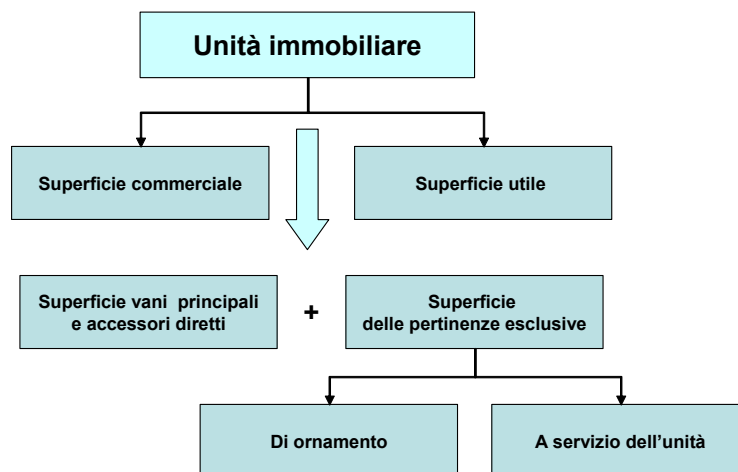 Unità immobiliare
Superficie commerciale
Superficie utile
Superficie vani principali
e accessori diretti
+
Superficie
delle pertinenze esclusive
Di ornamento
A servizio dell’unità